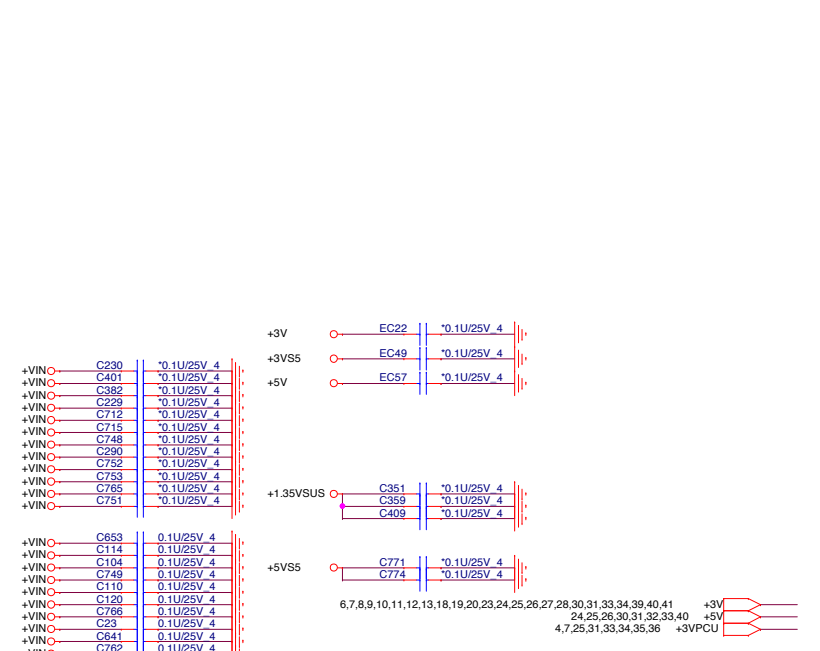 +3V EC22 *0.1U/25V_4
+3VS5 EC49 *0.1U/25V_4
+5V EC57 *0.1U/25V_4
+VIN C230 *0.1U/25V_4
+VIN C401 *0.1U/25V_4
+VIN C382 *0.1U/25V_4
+VIN C229 *0.1U/25V_4
+VIN C712 *0.1U/25V_4
+VIN C715 *0.1U/25V_4
+VIN C748 *0.1U/25V_4
+VIN C290 *0.1U/25V_4
+VIN C752 *0.1U/25V_4
+VIN C753 *0.1U/25V_4
+VIN C765 *0.1U/25V_4
+VIN C751 *0.1U/25V_4
+1.35VSUS C351 *0.1U/25V_4
C359 *0.1U/25V_4
C409 *0.1U/25V_4
+VIN C653 0.1U/25V_4
+VIN C114 0.1U/25V_4
+VIN C104 0.1U/25V_4
+VIN C749 0.1U/25V_4
+VIN C110 0.1U/25V_4
+VIN C120 0.1U/25V_4
+VIN C766 0.1U/25V_4
+VIN C23 0.1U/25V_4
+VIN C641 0.1U/25V_4
+VIN C762 0.1U/25V_4
+5VS5 C771 *0.1U/25V_4
C774 *0.1U/25V_4
6,7,8,9,10,11,12,13,18,19,20,23,24,25,26,27,28,30,31,33,34,39,40,41 +3V
24,25,26,30,31,32,33,40 +5V
4,7,25,31,33,34,35,36 +3VPCU